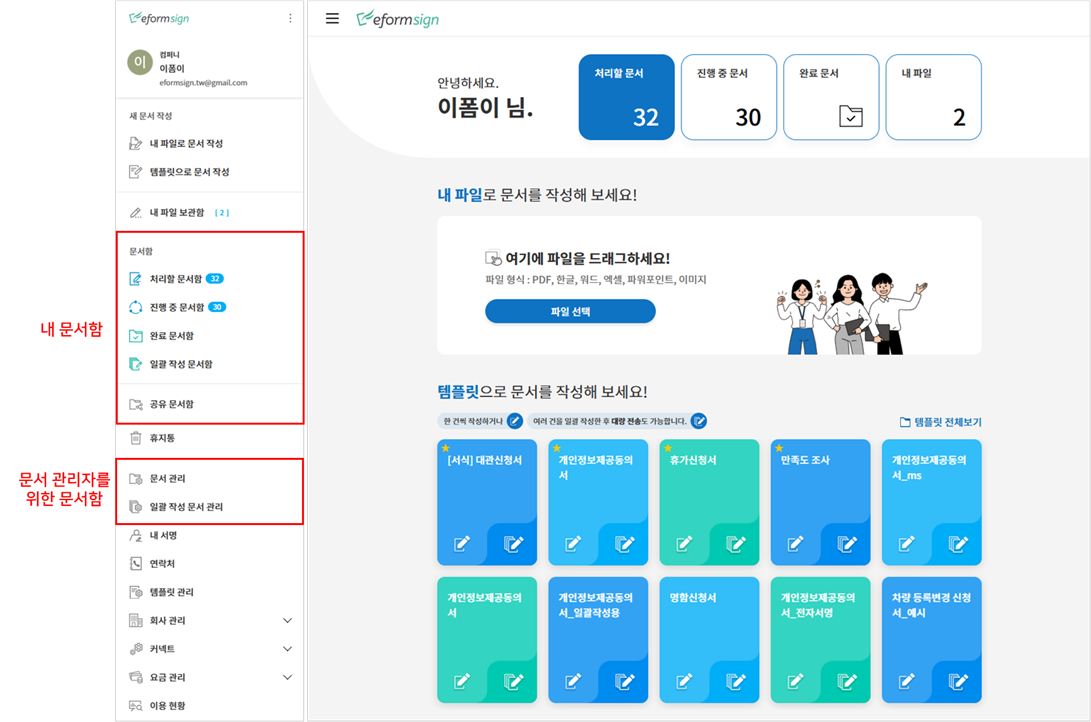 내 문서함
문서 관리자를
위한 문서함
eformsign
이
컴퍼니
이폼이
eformsign.tw@gmail.com
새 문서 작성
내 파일로 문서 작성
템플릿으로 문서 작성
내 파일 보관함 [ 2 ]
문서함
처리할 문서함 32
진행 중 문서함 30
완료 문서함
일괄 작성 문서함
공유 문서함
휴지통
문서 관리
일괄 작성 문서 관리
내 서명
연락처
템플릿 관리
회사 관리
커넥트
요금 관리
이용 현황
eformsign
안녕하세요.
이폼이 님.
처리할 문서
32
진행 중 문서
30
완료 문서
내 파일
2
내 파일로 문서를 작성해 보세요!
여기에 파일을 드래그하세요!
파일 형식 : PDF, 한글, 워드, 엑셀, 파워포인트, 이미지
파일 선택
템플릿으로 문서를 작성해 보세요!
한 건씩 작성하거나
여러 건을 일괄 작성한 후 대량 전송도 가능합니다.
템플릿 전체보기
[서식] 대관신청서
개인정보제공동의
서
휴가신청서
만족도 조사
개인정보제공동의
서_ms
개인정보제공동의
서
개인정보제공동의
서_일괄작성용
명함신청서
개인정보제공동의
서_전자서명
차량 등록변경 신청
서_예시